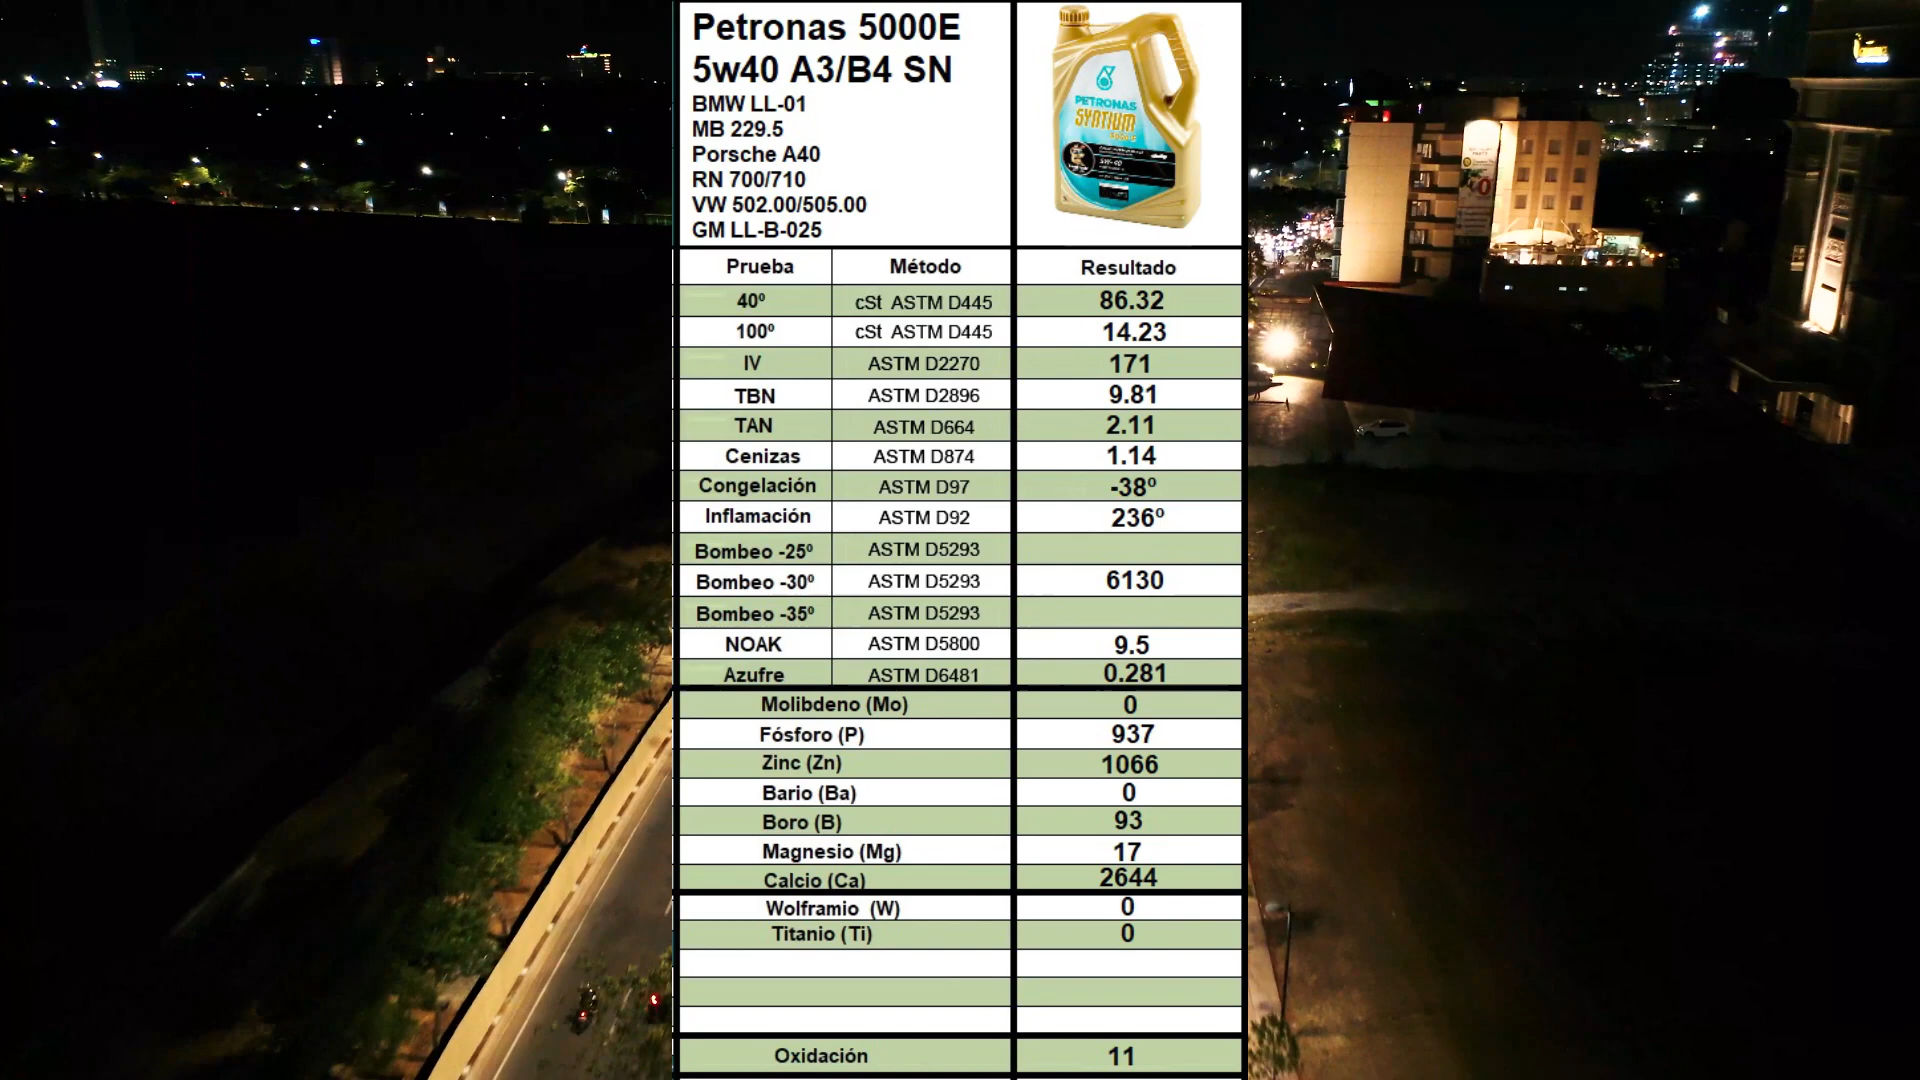 Petronas 5000E
5w40 A3/B4 SN
BMW LL-01
MB 229.5
Porsche A40
RN 700/710
VW 502.00/505.00
GM LL-B-025
PETRONAS
SYNTIUM
5W-40
Prueba Método Resultado
40º cSt ASTM D445 86.32
100º cSt ASTM D445 14.23
IV ASTM D2270 171
TBN ASTM D2896 9.81
TAN ASTM D664 2.11
Cenizas ASTM D874 1.14
Congelación ASTM D97 -38º
Inflamación ASTM D92 236º
Bombeo -25º ASTM D5293
Bombeo -30º ASTM D5293 6130
Bombeo -35º ASTM D5293
NOAK ASTM D5800 9.5
Azufre ASTM D6481 0.281
Molibdeno (Mo) 0
Fósforo (P) 937
Zinc (Zn) 1066
Bario (Ba) 0
Boro (B) 93
Magnesio (Mg) 17
Calcio (Ca) 2644
Wolframio (W) 0
Titanio (Ti) 0
Oxidación 11